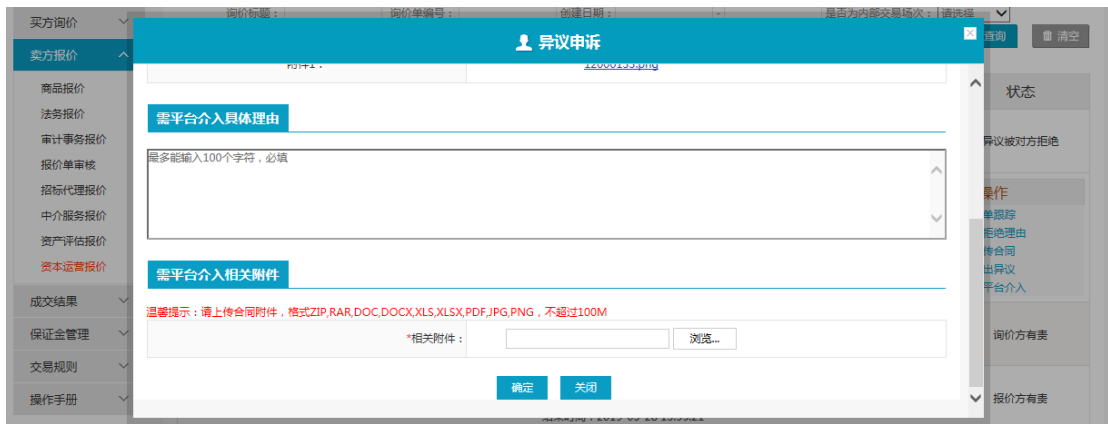 买方询价
询价标题： 询价单编号： 创建日期： - 是否为内部交易场次： 请选择
异议申诉
查询 清空
卖方报价
附件1： 12000153.png
商品报价
状态
法务报价
需平台介入具体理由
审计事务报价
异议被对方拒绝
最多能输入100个字符，必填
报价单审核
招标代理报价
操作
中介服务报价
单跟踪
资产评估报价
拒绝理由
传合同
资本运营报价
需平台介入相关附件
出异议
平台介入
成交结果
温馨提示：请上传合同附件，格式ZIP,RAR,DOC,DOCX,XLS,XLSX,PDF,JPG,PNG，不超过100M
保证金管理
*相关附件： 浏览...
询价方有责
交易规则
确定 关闭
操作手册
报价方有责